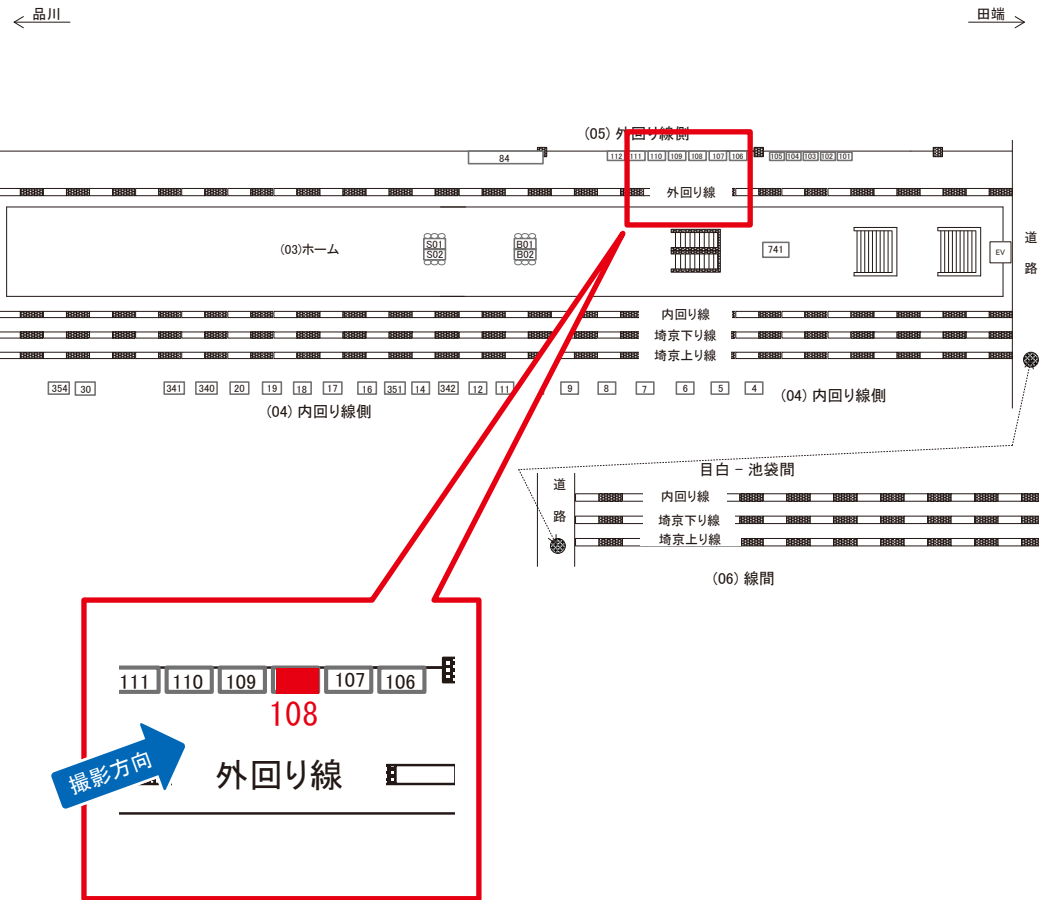 品川
田端
(05) 外回り線側
84
112 111 110 109 108 107 106
105 104 103 102 101
外回り線
(03)ホーム
S01
S02
B01
B02
741
EV
道路
内回り線
埼京下り線
埼京上り線
354 30 341 340 20 19 18 17 16 351 14 342 12 11 9 8 7 6 5 4
(04) 内回り線側
(04) 内回り線側
目白 - 池袋間
道路
内回り線
埼京下り線
埼京上り線
(06) 線間
111 110 109 107 106
108
撮影方向
外回り線